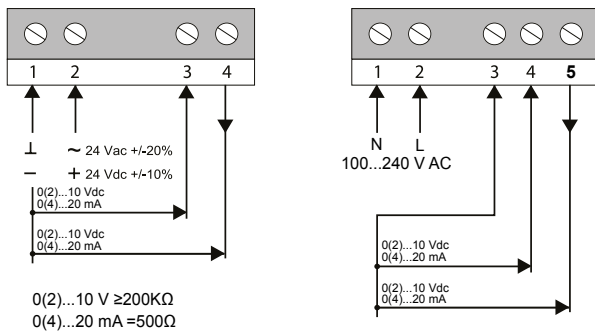 1 2 3 4
⊥ ~ 24 Vac +/-20%
− + 24 Vdc +/-10%
0(2)...10 Vdc
0(4)...20 mA
0(2)...10 Vdc
0(4)...20 mA
0(2)...10 V ≥200KΩ
0(4)...20 mA =500Ω
1 2 3 4 5
N L
100...240 V AC
0(2)...10 Vdc
0(4)...20 mA
0(2)...10 Vdc
0(4)...20 mA